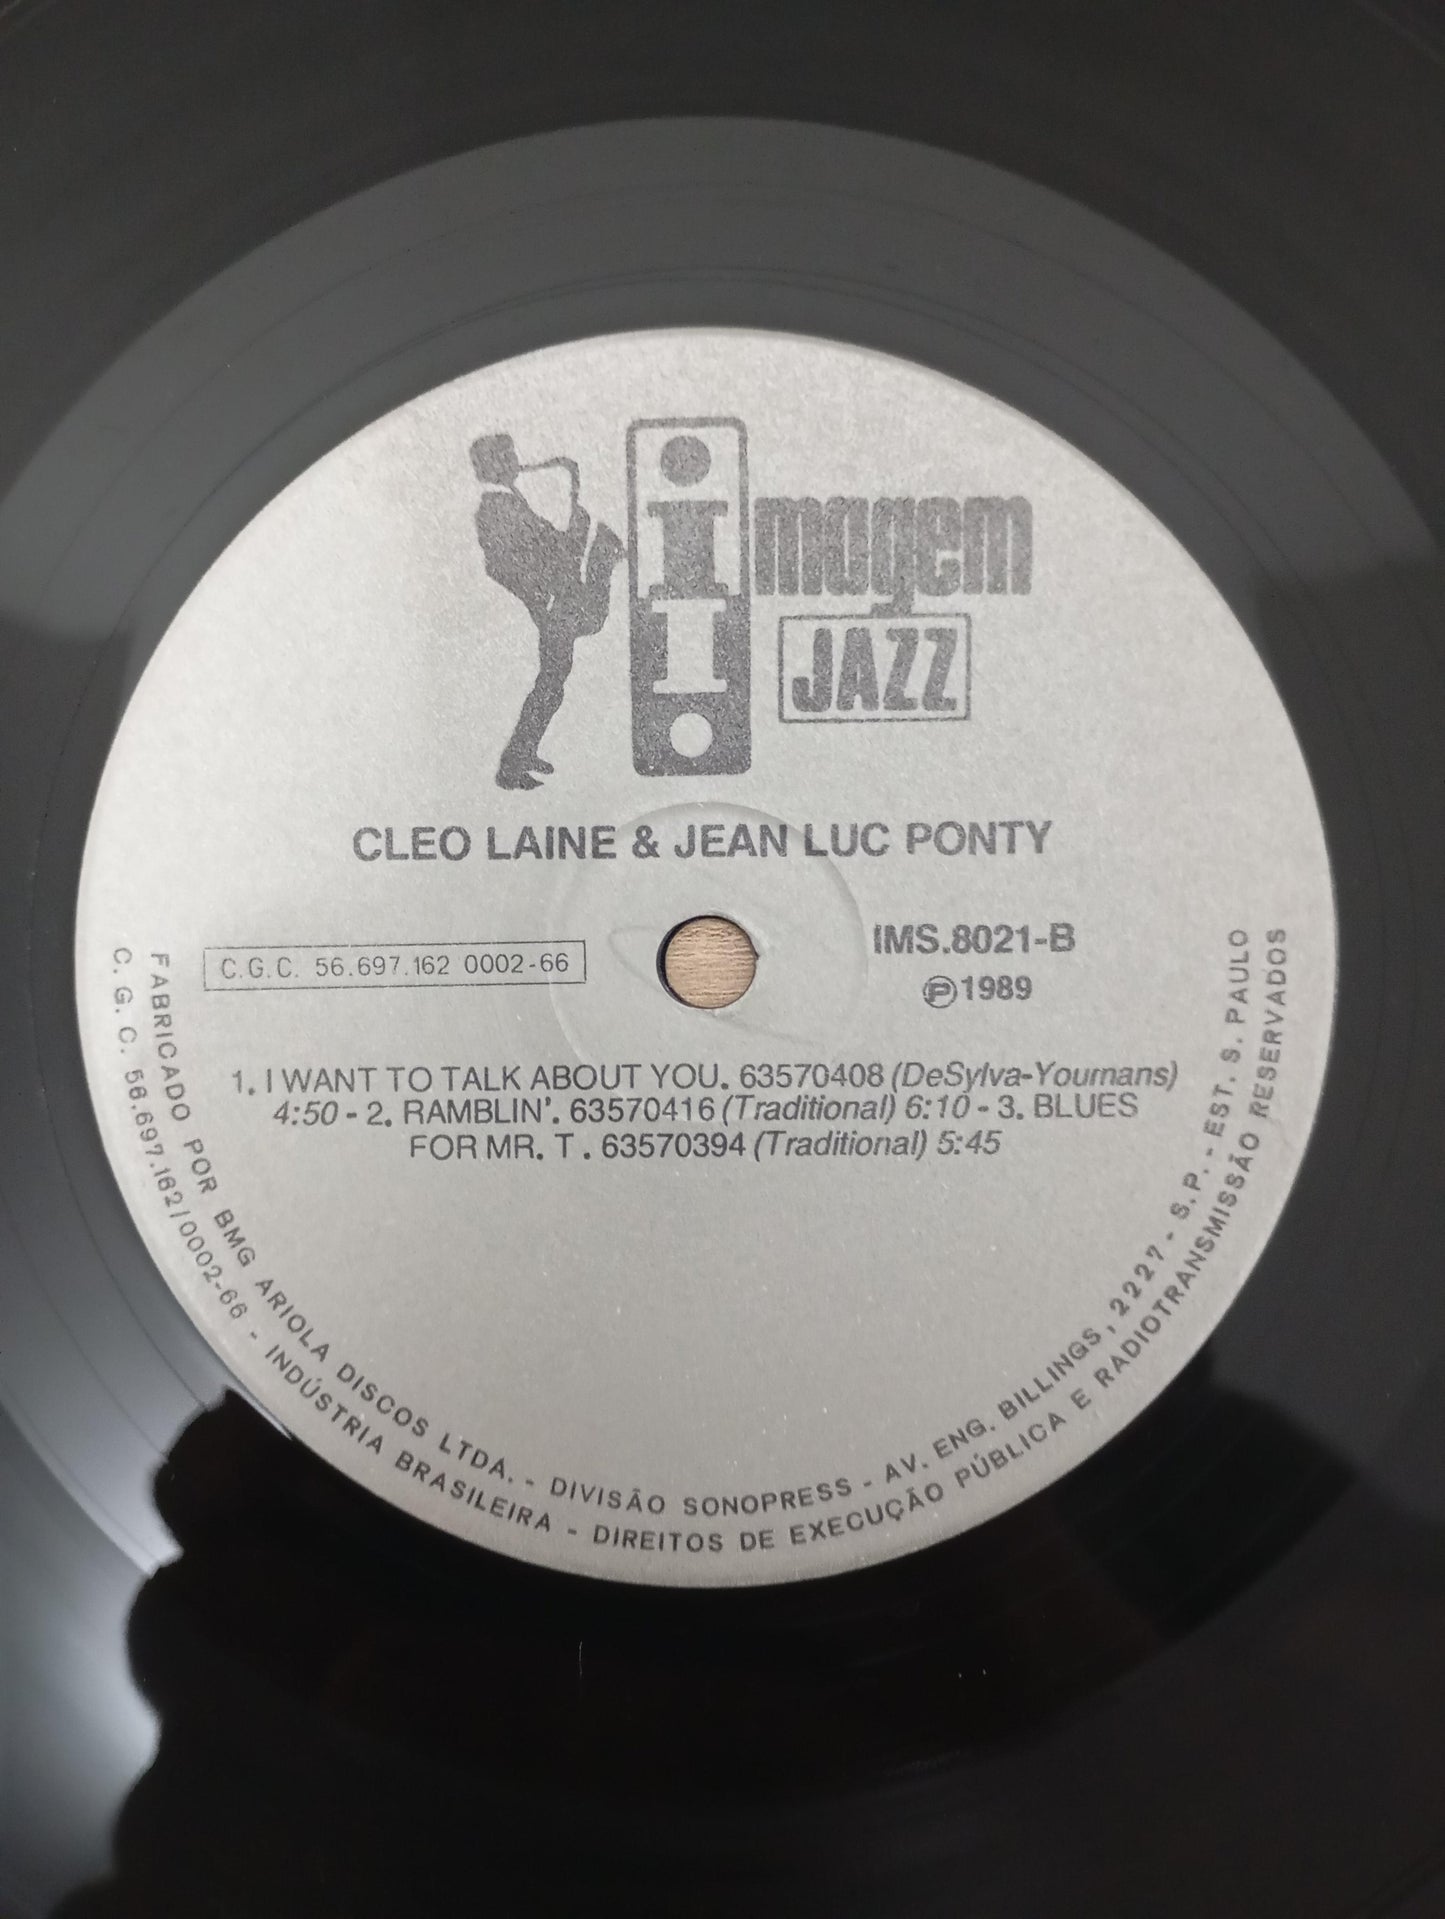 imagem
JAZZ
CLEO LAINE & JEAN LUC PONTY
C.G.C. 56.697.162 0002-66
IMS.8021-B
Ⓟ1989
1. I WANT TO TALK ABOUT YOU. 63570408 (DeSylva-Youmans)
4:50 - 2. RAMBLIN'. 63570416 (Traditional) 6:10 - 3. BLUES
FOR MR. T. 63570394 (Traditional) 5:45
FABRICADO POR BMG ARIOLA DISCOS LTDA. - DIVISÃO SONOPRESS - AV. ENG. BILLINGS, 2227 - S.P. - EST. S. PAULO
C.G.C. 56.697.162/0002-66 - INDÚSTRIA BRASILEIRA - DIREITOS DE EXECUÇÃO PÚBLICA E RADIOTRANSMISSÃO RESERVADOS